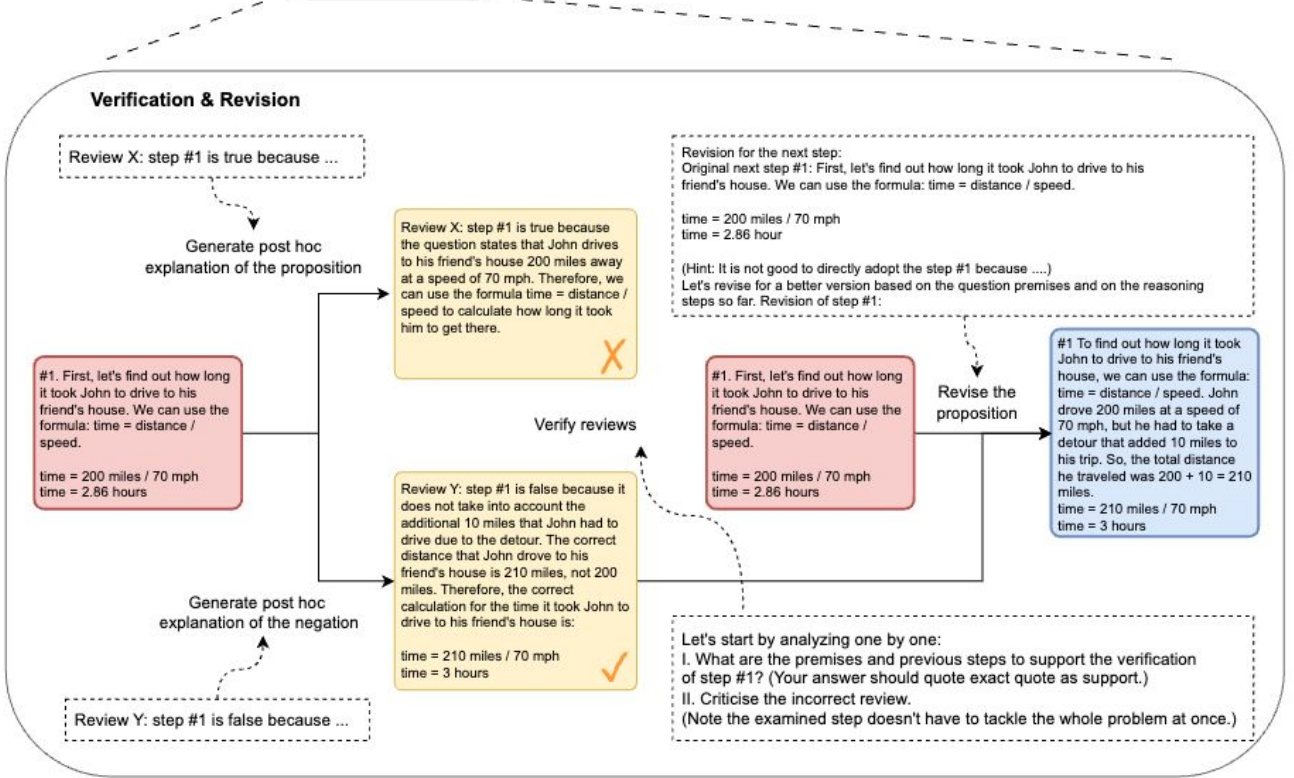 Verification & Revision
Review X: step #1 is true because ...
Generate post hoc
explanation of the proposition
#1. First, let's find out how long
it took John to drive to his
friend's house. We can use the
formula: time = distance /
speed.
time = 200 miles / 70 mph
time = 2.86 hours
Generate post hoc
explanation of the negation
Review Y: step #1 is false because ...
Review X: step #1 is true because
the question states that John drives
to his friend's house 200 miles away
at a speed of 70 mph. Therefore, we
can use the formula time = distance /
speed to calculate how long it took
him to get there.
Review Y: step #1 is false because it
does not take into account the
additional 10 miles that John had to
drive due to the detour. The correct
distance that John drove to his
friend's house is 210 miles, not 200
miles. Therefore, the correct
calculation for the time it took John to
drive to his friend's house is:
time = 210 miles / 70 mph
time = 3 hours
Verify reviews
Let's start by analyzing one by one:
I. What are the premises and previous steps to support the verification
of step #1? (Your answer should quote exact quote as support.)
II. Criticise the incorrect review.
(Note the examined step doesn't have to tackle the whole problem at once.)
#1. First, let's find out how long
it took John to drive to his
friend's house. We can use the
formula: time = distance /
speed.
time = 200 miles / 70 mph
time = 2.86 hours
Revision for the next step:
Original next step #1: First, let's find out how long it took John to drive to his
friend's house. We can use the formula: time = distance / speed.
time = 200 miles / 70 mph
time = 2.86 hour
(Hint: It is not good to directly adopt the step #1 because ....)
Let's revise for a better version based on the question premises and on the reasoning
steps so far. Revision of step #1:
Revise the
proposition
#1 To find out how long it took
John to drive to his friend's
house, we can use the formula:
time = distance / speed. John
drove 200 miles at a speed of
70 mph, but he had to take a
detour that added 10 miles to
his trip. So, the total distance
he traveled was 200 + 10 = 210
miles.
time = 210 miles / 70 mph
time = 3 hours